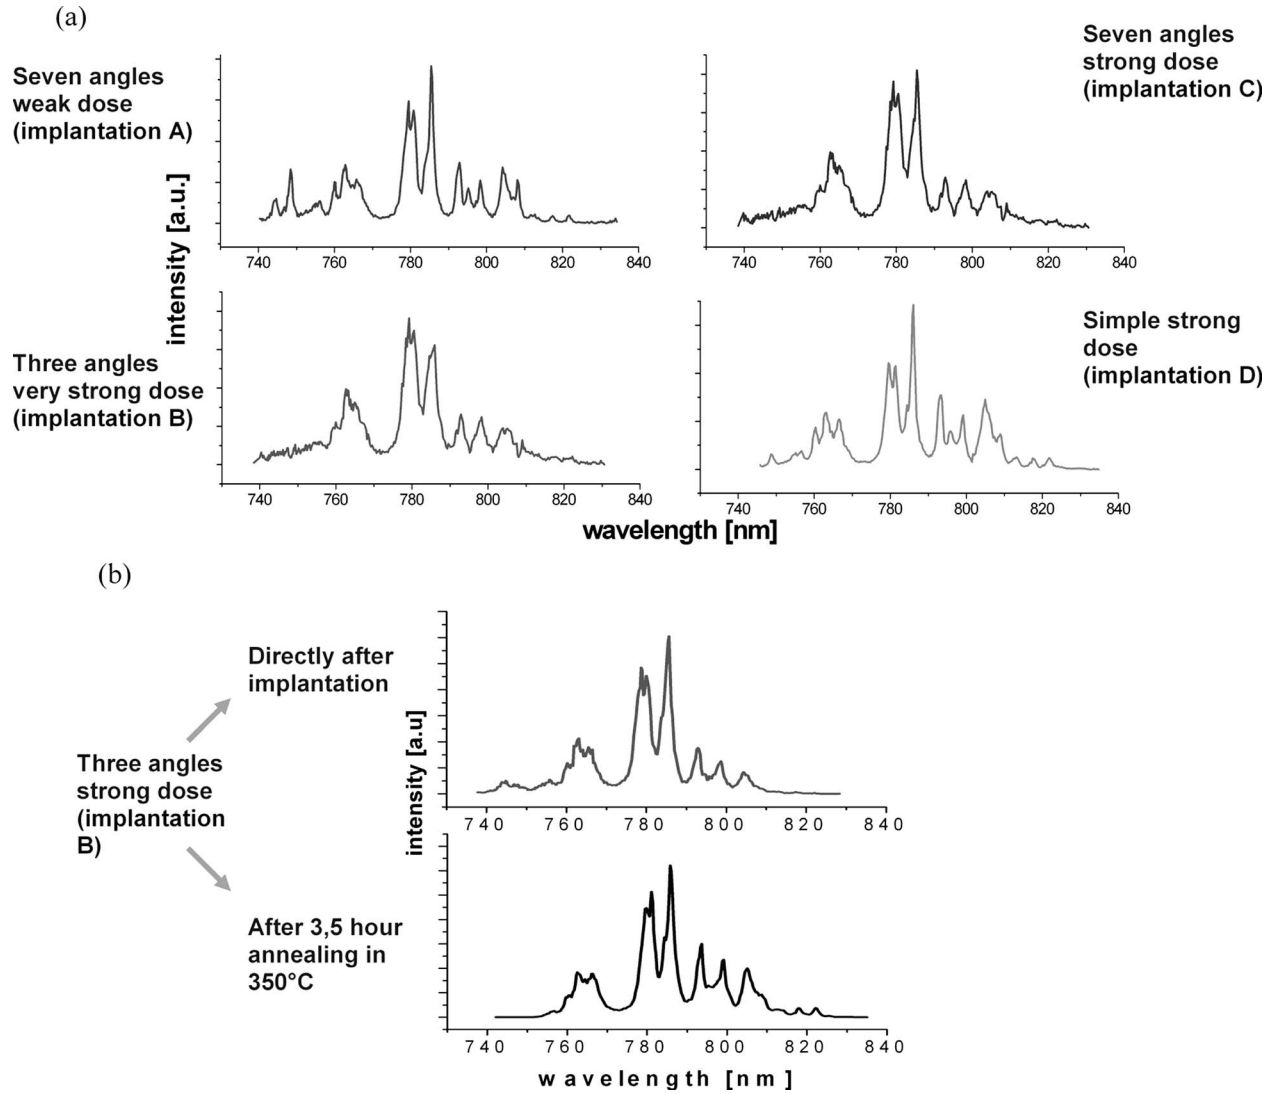 (a)
Seven angles
weak dose
(implantation A)
740 760 780 800 820 840
Seven angles
strong dose
(implantation C)
740 760 780 800 820 840
intensity [a.u.]
Three angles
very strong dose
(implantation B)
740 760 780 800 820 840
Simple strong
dose
(implantation D)
740 760 780 800 820 840
wavelength [nm]
(b)
Three angles
strong dose
(implantation
B)
Directly after
implantation
740 760 780 800 820 840
intensity [a.u]
After 3,5 hour
annealing in
350°C
740 760 780 800 820 840
wavelength [nm]